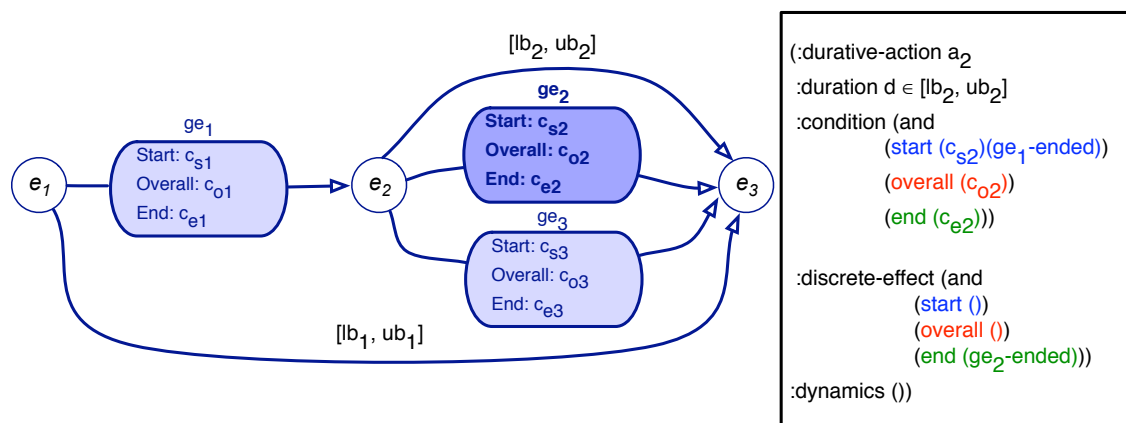 [lb2, ub2]
ge1
Start: cs1
Overall: co1
End: ce1
ge2
Start: cs2
Overall: co2
End: ce2
e1
e2
e3
ge3
Start: cs3
Overall: co3
End: ce3
[lb1, ub1]
(:durative-action a2
:duration d ∈ [lb2, ub2]
:condition (and
(start (cs2)(ge1-ended))
(overall (co2))
(end (ce2)))
:discrete-effect (and
(start ())
(overall ())
(end (ge2-ended)))
:dynamics ())